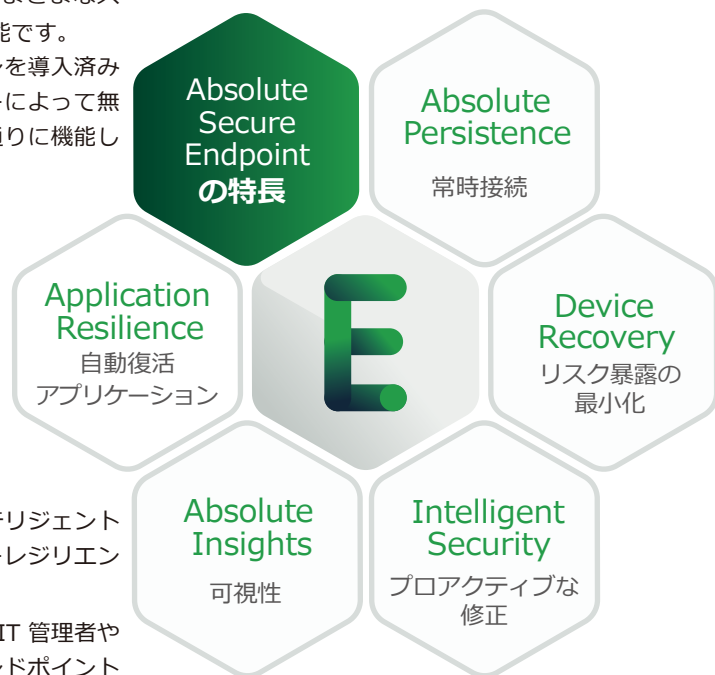 能です。
を導入済み
によって無
通りに機能し
Absolute
Secure
Endpoint
の特長
Absolute
Persistence
常時接続
Application
Resilience
自動復活
アプリケーション
E
Device
Recovery
リスク暴露の
最小化
Absolute
Insights
可視性
Intelligent
Security
プロアクティブな
修正
テリジェント
レジリエン
IT 管理者や
ンドポイント